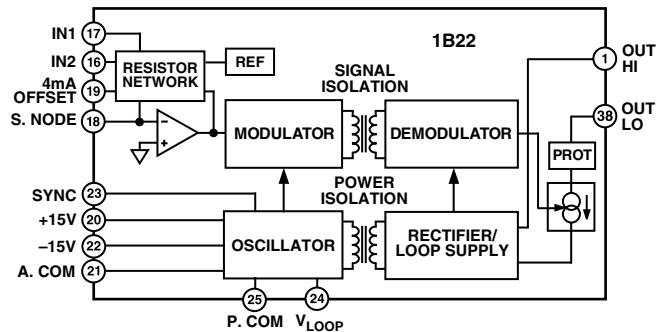 IN1 17
IN2 16
4mA
OFFSET 19
S. NODE 18
RESISTOR
NETWORK
REF
1B22
1 OUT
HI
38 OUT
LO
SIGNAL
ISOLATION
– +
MODULATOR
DEMODULATOR
PROT
SYNC 23
+15V 20
–15V 22
A. COM 21
POWER
ISOLATION
OSCILLATOR
RECTIFIER/
LOOP SUPPLY
25 24
P. COM VLOOP